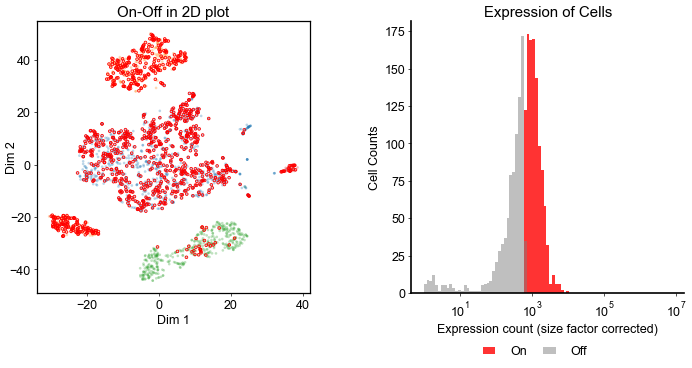 On-Off in 2D plot
Expression of Cells
Dim 2
40
20
0
−20
−40
−20
0
20
40
Dim 1
Cell Counts
175
150
125
100
75
50
25
0
10^1
10^3
10^5
10^7
Expression count (size factor corrected)
On
Off